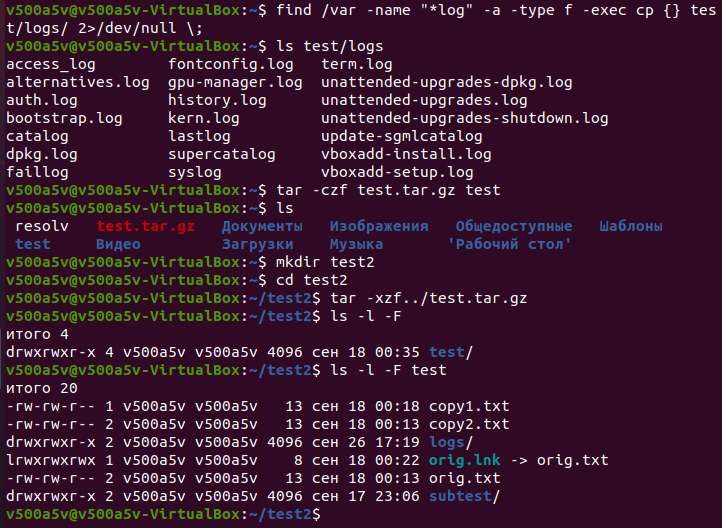 v500a5v@v500a5v-VirtualBox:~$ find /var -name "*log" -a -type f -exec cp {} tes
t/logs/ 2>/dev/null \;
v500a5v@v500a5v-VirtualBox:~$ ls test/logs
access_log        fontconfig.log   term.log
alternatives.log  gpu-manager.log  unattended-upgrades-dpkg.log
auth.log          history.log      unattended-upgrades.log
bootstrap.log     kern.log         unattended-upgrades-shutdown.log
catalog           lastlog          update-sgmlcatalog
dpkg.log          supercatalog     vboxadd-install.log
faillog           syslog           vboxadd-setup.log
v500a5v@v500a5v-VirtualBox:~$ tar -czf test.tar.gz test
v500a5v@v500a5v-VirtualBox:~$ ls
resolv   test.tar.gz   Документы   Изображения   Общедоступные   Шаблоны
test     Видео         Загрузки    Музыка       'Рабочий стол'
v500a5v@v500a5v-VirtualBox:~$ mkdir test2
v500a5v@v500a5v-VirtualBox:~$ cd test2
v500a5v@v500a5v-VirtualBox:~/test2$ tar -xzf../test.tar.gz
v500a5v@v500a5v-VirtualBox:~/test2$ ls -l -F
итого 4
drwxrwxr-x 4 v500a5v v500a5v 4096 сен 18 00:35 test/
v500a5v@v500a5v-VirtualBox:~/test2$ ls -l -F test
итого 20
-rw-rw-r-- 1 v500a5v v500a5v   13 сен 18 00:18 copy1.txt
-rw-rw-r-- 2 v500a5v v500a5v   13 сен 18 00:13 copy2.txt
drwxrwxr-x 2 v500a5v v500a5v 4096 сен 26 17:19 logs/
lrwxrwxrwx 1 v500a5v v500a5v    8 сен 18 00:22 orig.lnk -> orig.txt
-rw-rw-r-- 2 v500a5v v500a5v   13 сен 18 00:13 orig.txt
drwxrwxr-x 2 v500a5v v500a5v 4096 сен 17 23:06 subtest/
v500a5v@v500a5v-VirtualBox:~/test2$